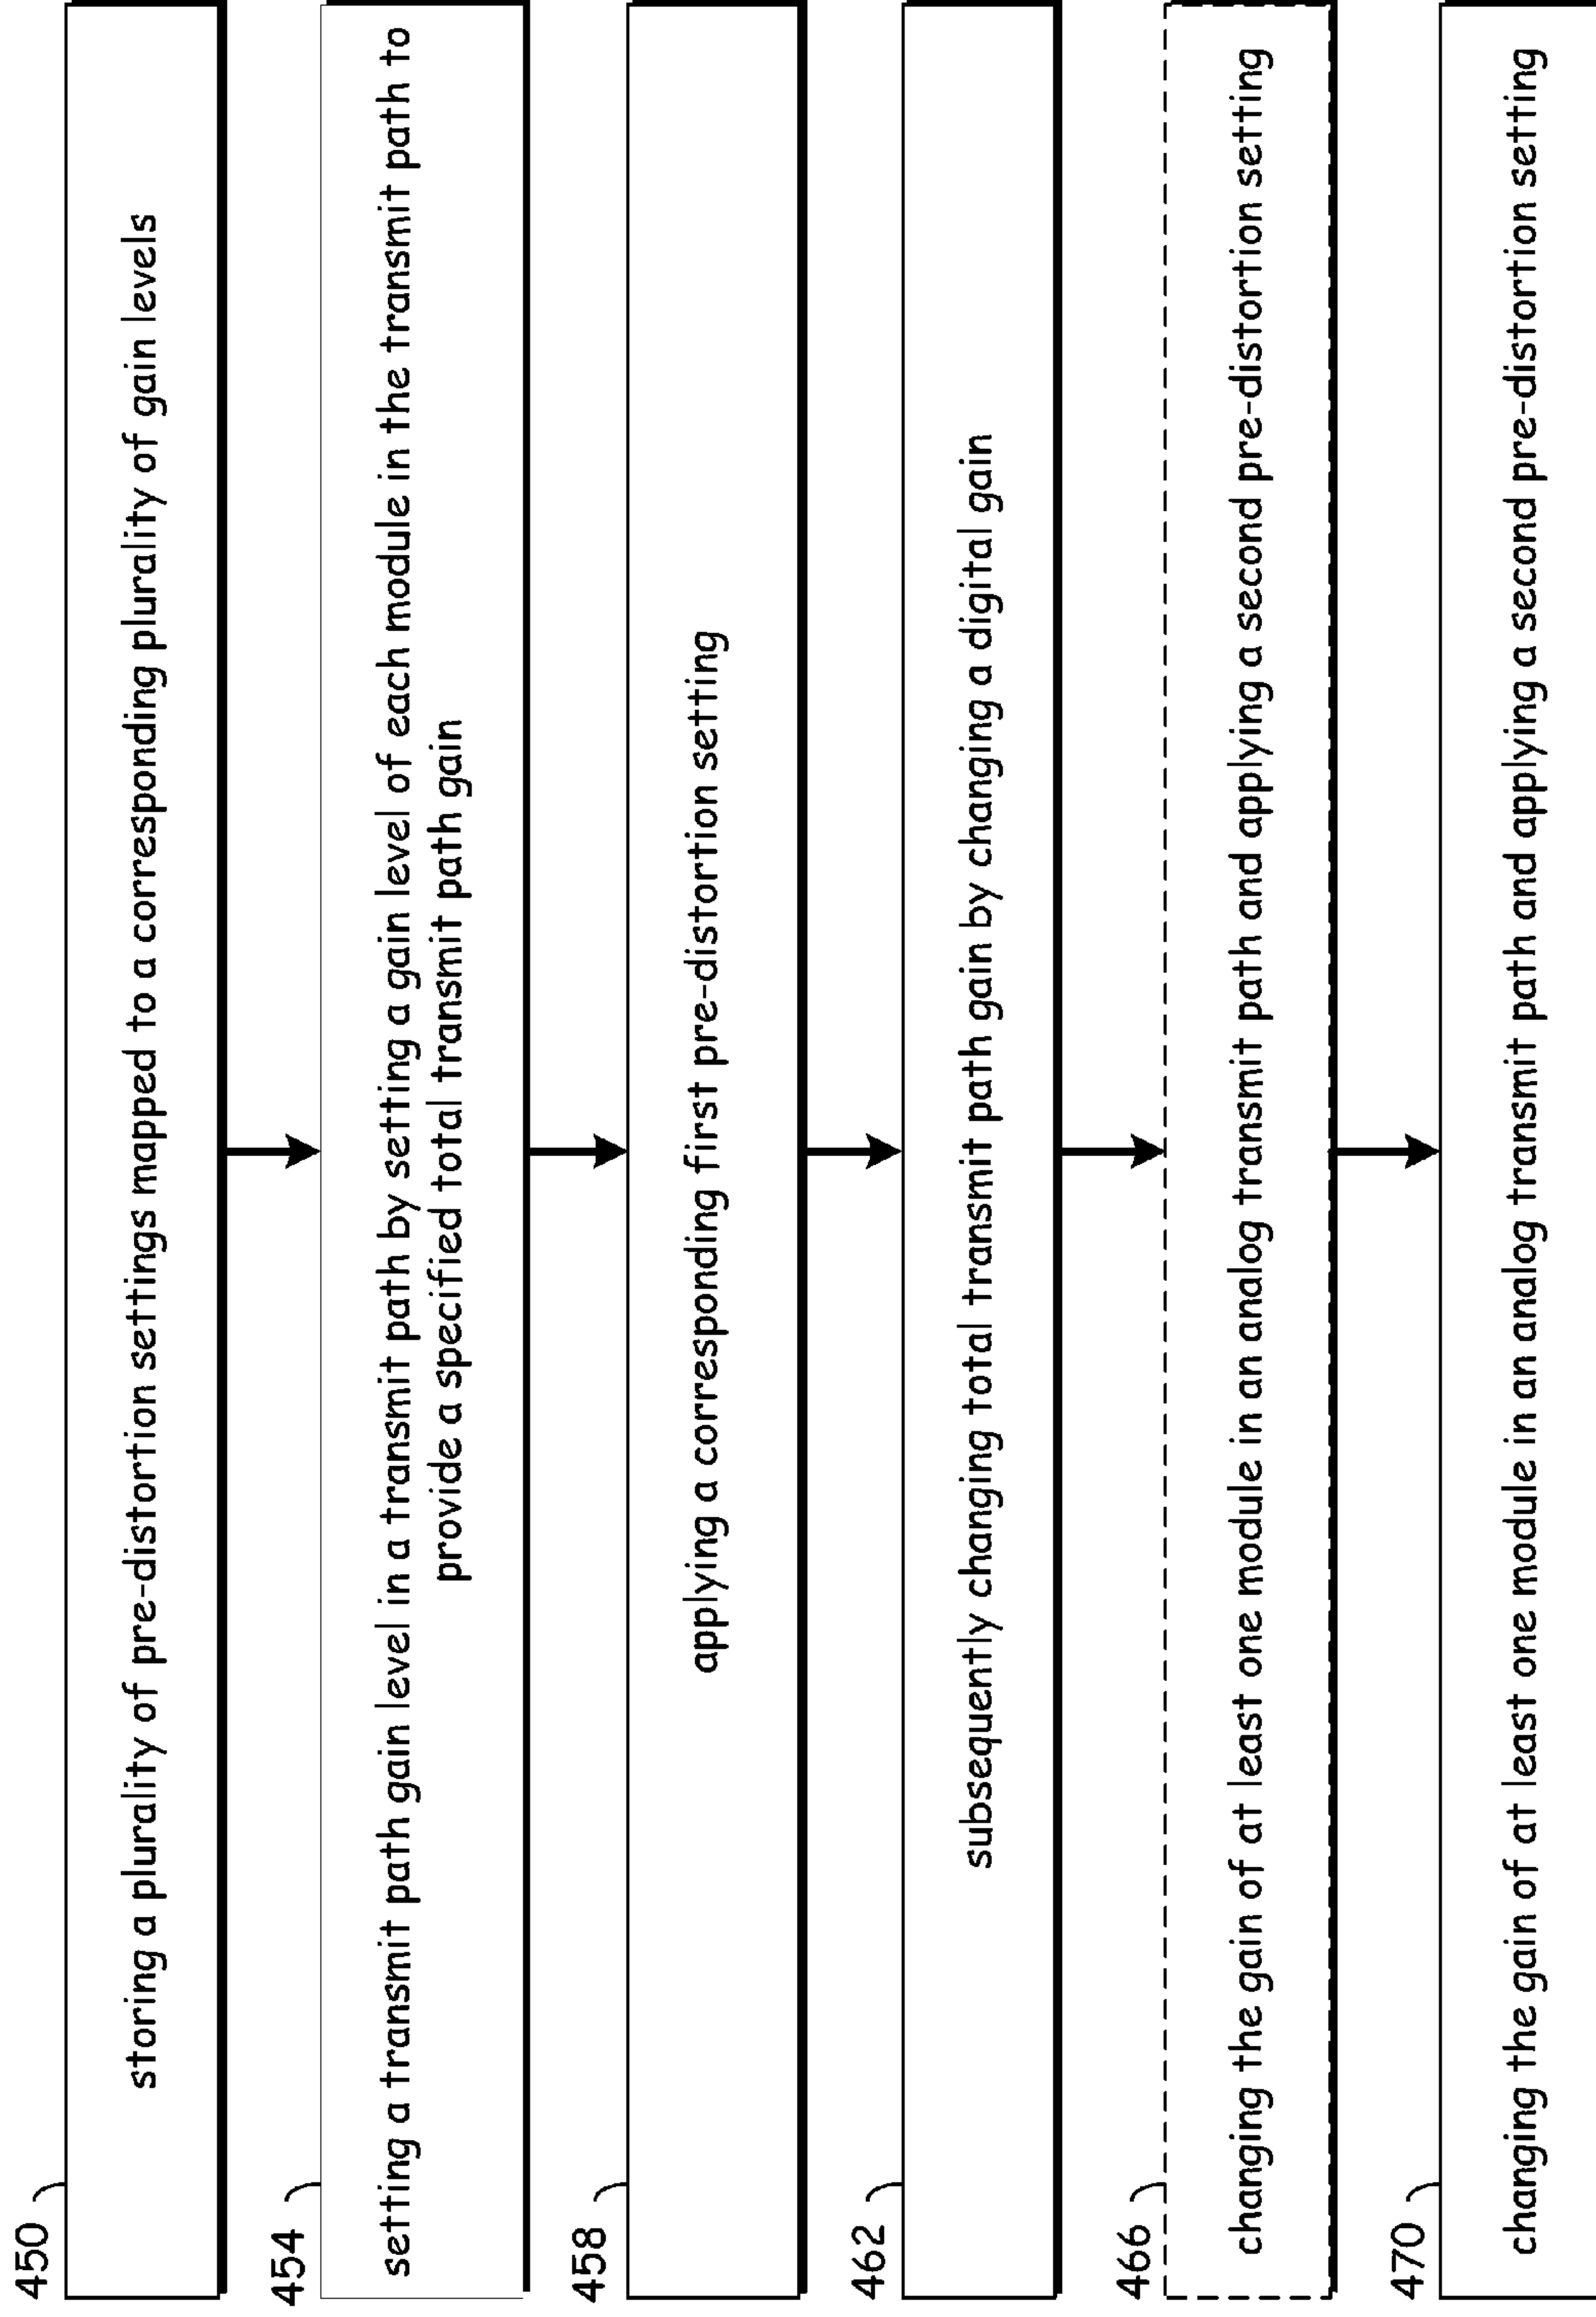 450
storing a plurality of pre-distortion settings mapped to a corresponding plurality of gain levels
454
setting a transmit path gain level in a transmit path by setting a gain level of each module in the transmit path to
provide a specified total transmit path gain
458
applying a corresponding first pre-distortion setting
462
subsequently changing total transmit path gain by changing a digital gain
466
changing the gain of at least one module in an analog transmit path and applying a second pre-distortion setting
470
changing the gain of at least one module in an analog transmit path and applying a second pre-distortion setting